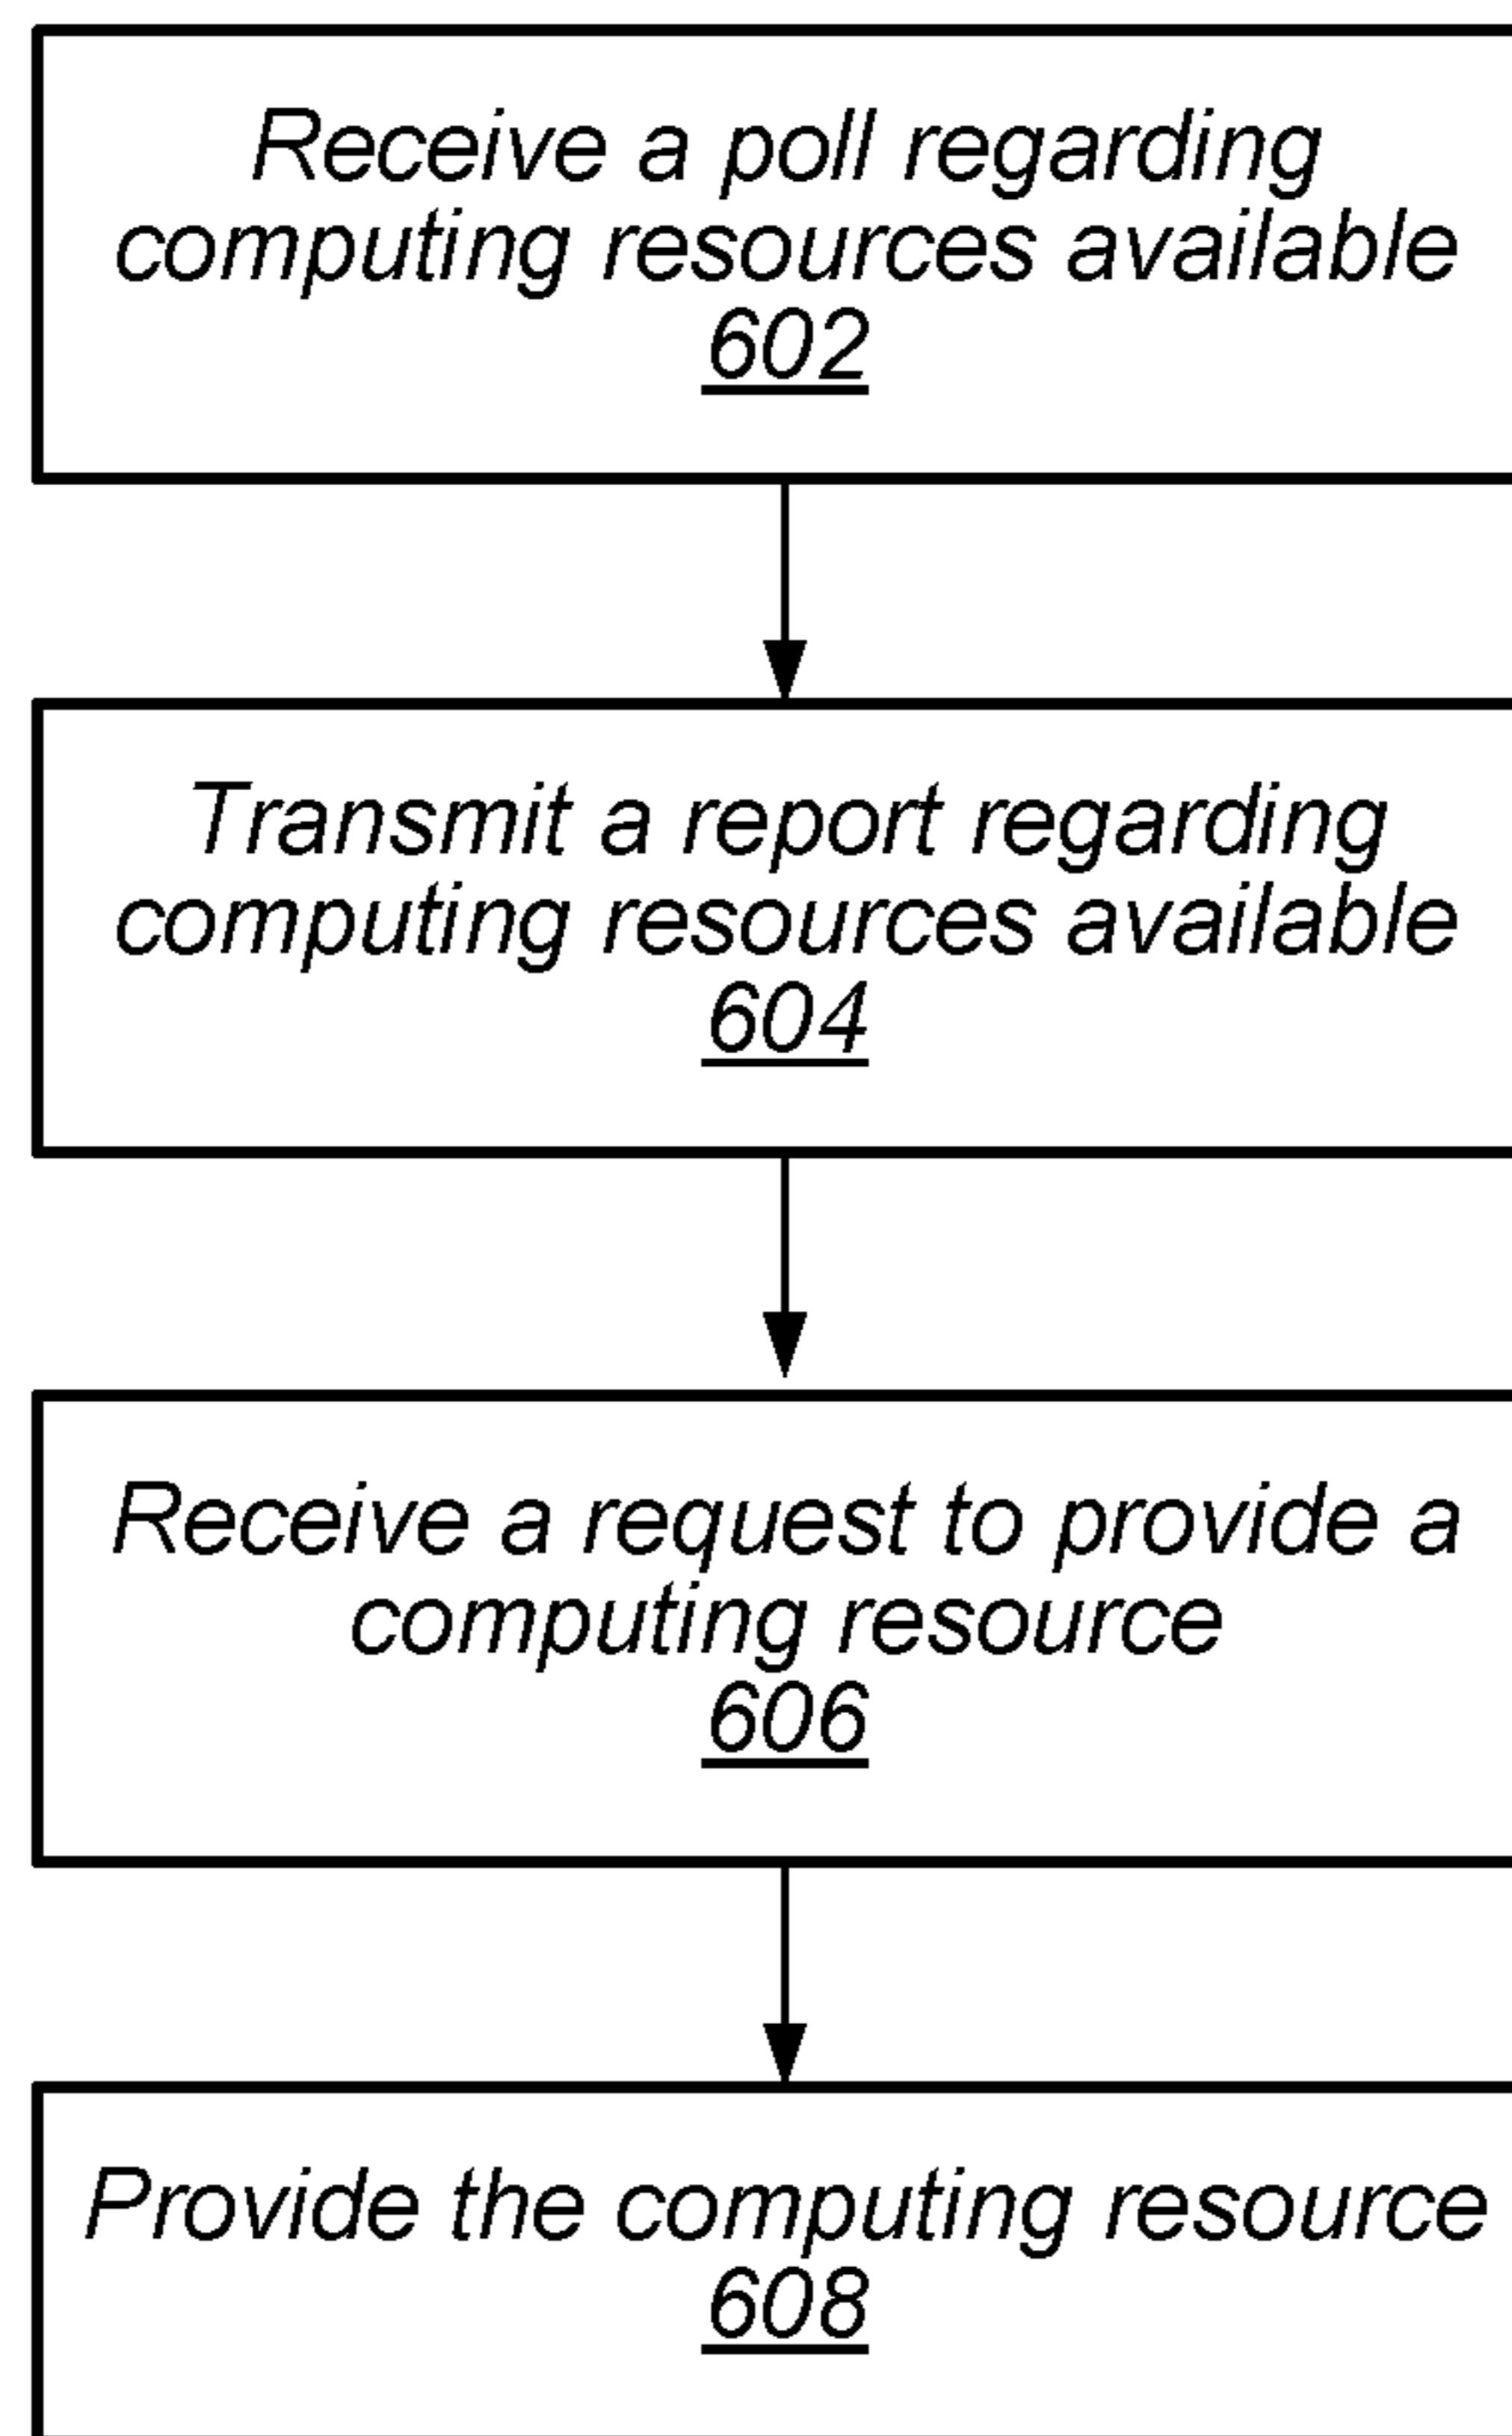 Receive a poll regarding
computing resources available
602
Transmit a report regarding
computing resources available
604
Receive a request to provide a
computing resource
606
Provide the computing resource
608